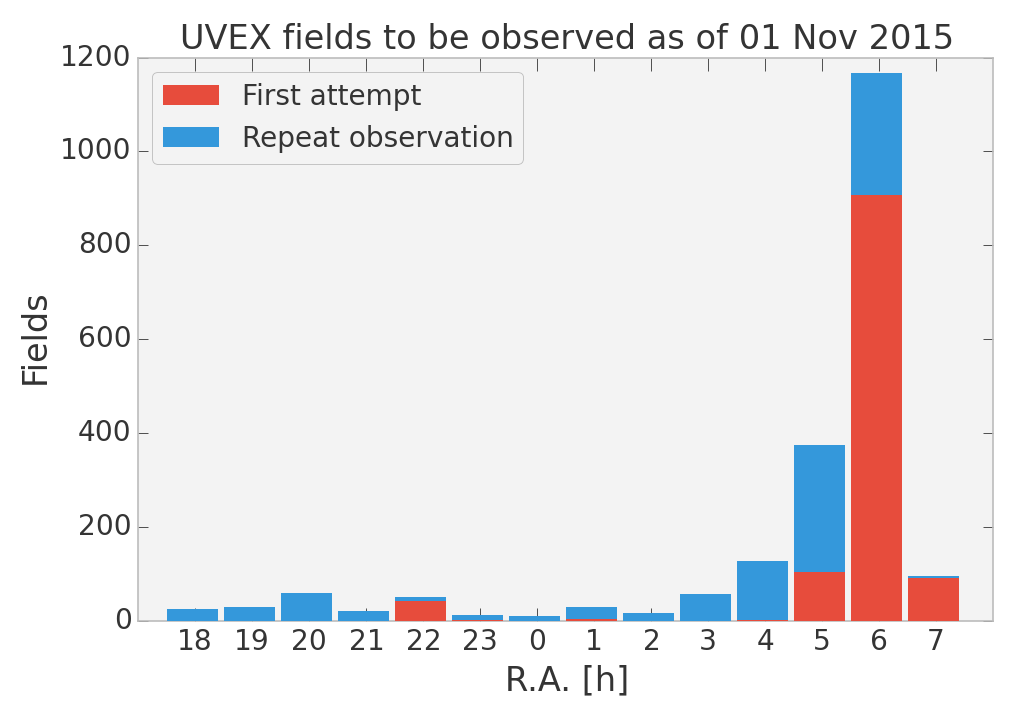 UVEX fields to be observed as of 01 Nov 2015
First attempt
Repeat observation
1200
1000
800
600
400
200
0
Fields
18 19 20 21 22 23 0 1 2 3 4 5 6 7
R.A. [h]